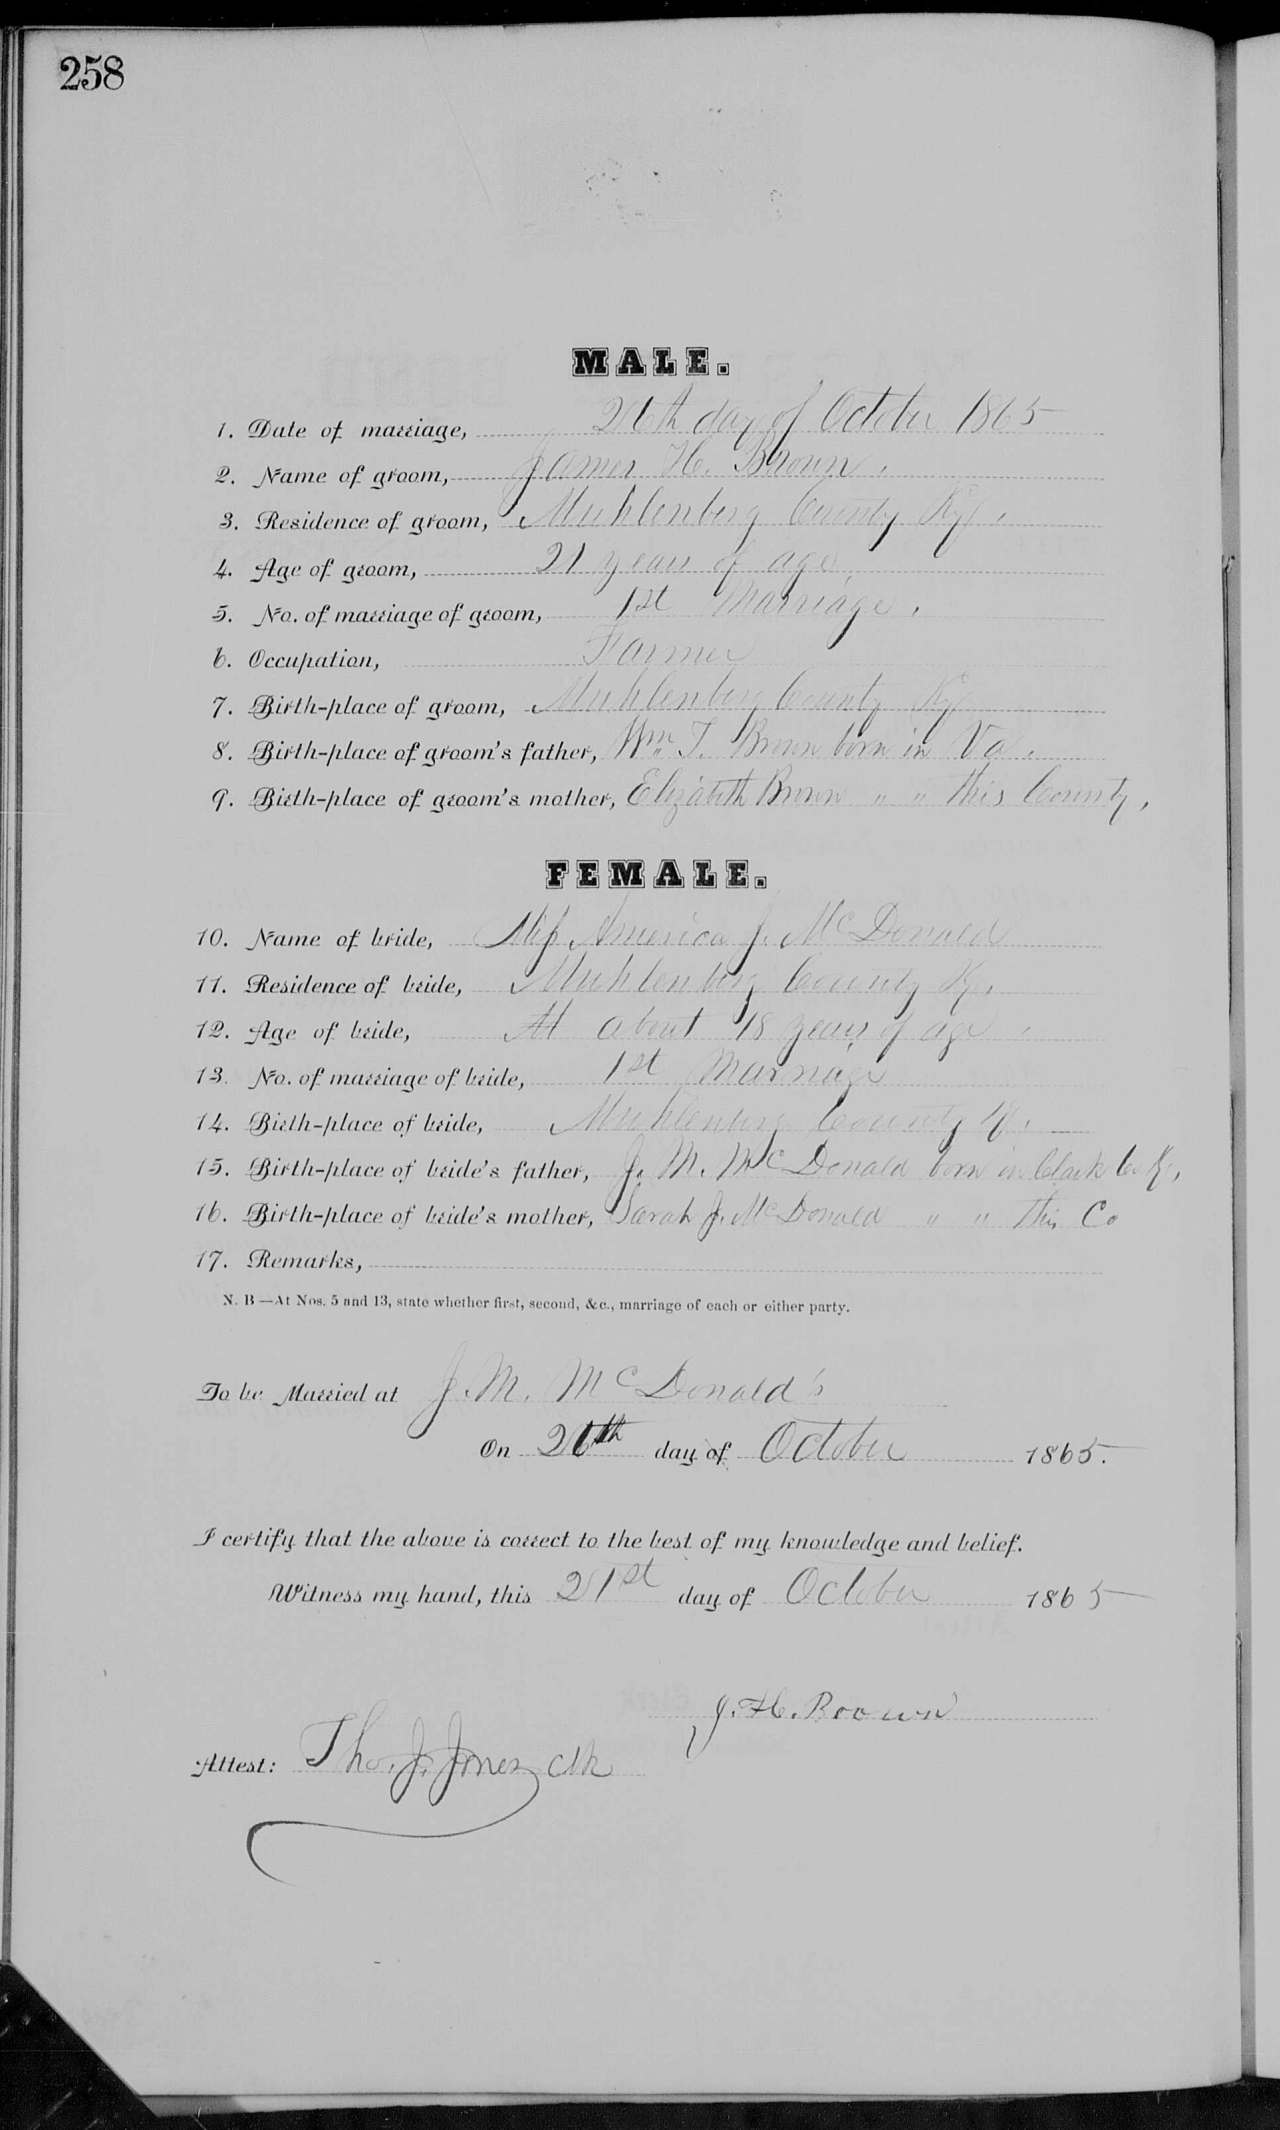 258
MALE.
1. Date of marriage, 26th day of October 1865
2. Name of groom, James H. Brown.
3. Residence of groom, Muhlenberg County Ky.
4. Age of groom, 21 years of age.
5. No. of marriage of groom, 1st Marriage.
6. Occupation, Farmer
7. Birth-place of groom, Muhlenberg County Ky
8. Birth-place of groom's father, Wm T. Brown born in Va.
9. Birth-place of groom's mother, Elizabeth Brown " " this County,
FEMALE.
10. Name of bride, Miss America J. McDonald
11. Residence of bride, Muhlenberg County Ky.
12. Age of bride, At about 18 years of age.
13. No. of marriage of bride, 1st Marriage
14. Birth-place of bride, Muhlenberg County Ky.
15. Birth-place of bride's father, J. M. McDonald born in Clark Co Ky,
16. Birth-place of bride's mother, Sarah J. McDonald " " this Co
17. Remarks,
N. B—At Nos. 5 and 13, state whether first, second, &c., marriage of each or either party.
To be Married at J. M. McDonald's
On 26th day of October 1865.
I certify that the above is correct to the best of my knowledge and belief.
Witness my hand, this 21st day of October 1865
J. H. Brown
Attest: Tho. J. Jones Clk